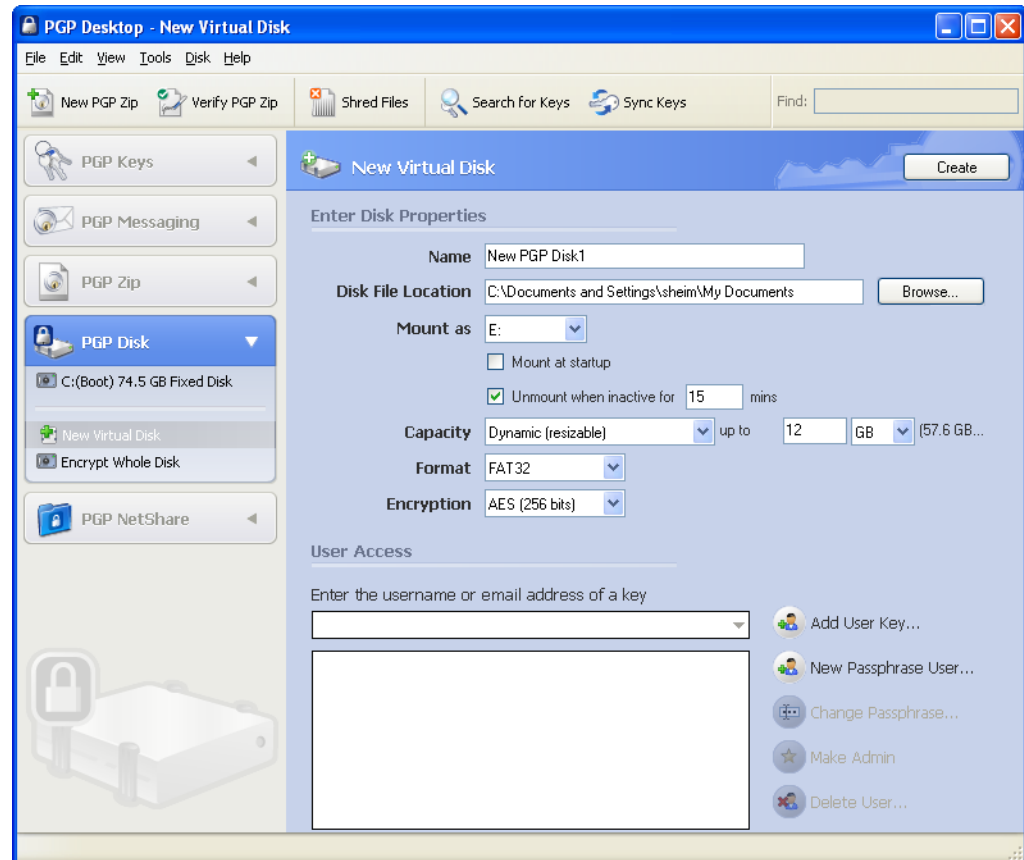 PGP Desktop - New Virtual Disk
File Edit View Tools Disk Help
New PGP Zip Verify PGP Zip Shred Files Search for Keys Sync Keys Find:
PGP Keys
PGP Messaging
PGP Zip
PGP Disk
C:(Boot) 74.5 GB Fixed Disk
New Virtual Disk
Encrypt Whole Disk
PGP NetShare
New Virtual Disk Create
Enter Disk Properties
Name New PGP Disk1
Disk File Location C:\Documents and Settings\sheim\My Documents Browse...
Mount as E:
Mount at startup
Unmount when inactive for 15 mins
Capacity Dynamic (resizable) up to 12 GB (57.6 GB...
Format FAT32
Encryption AES (256 bits)
User Access
Enter the username or email address of a key
Add User Key...
New Passphrase User...
Change Passphrase...
Make Admin
Delete User...